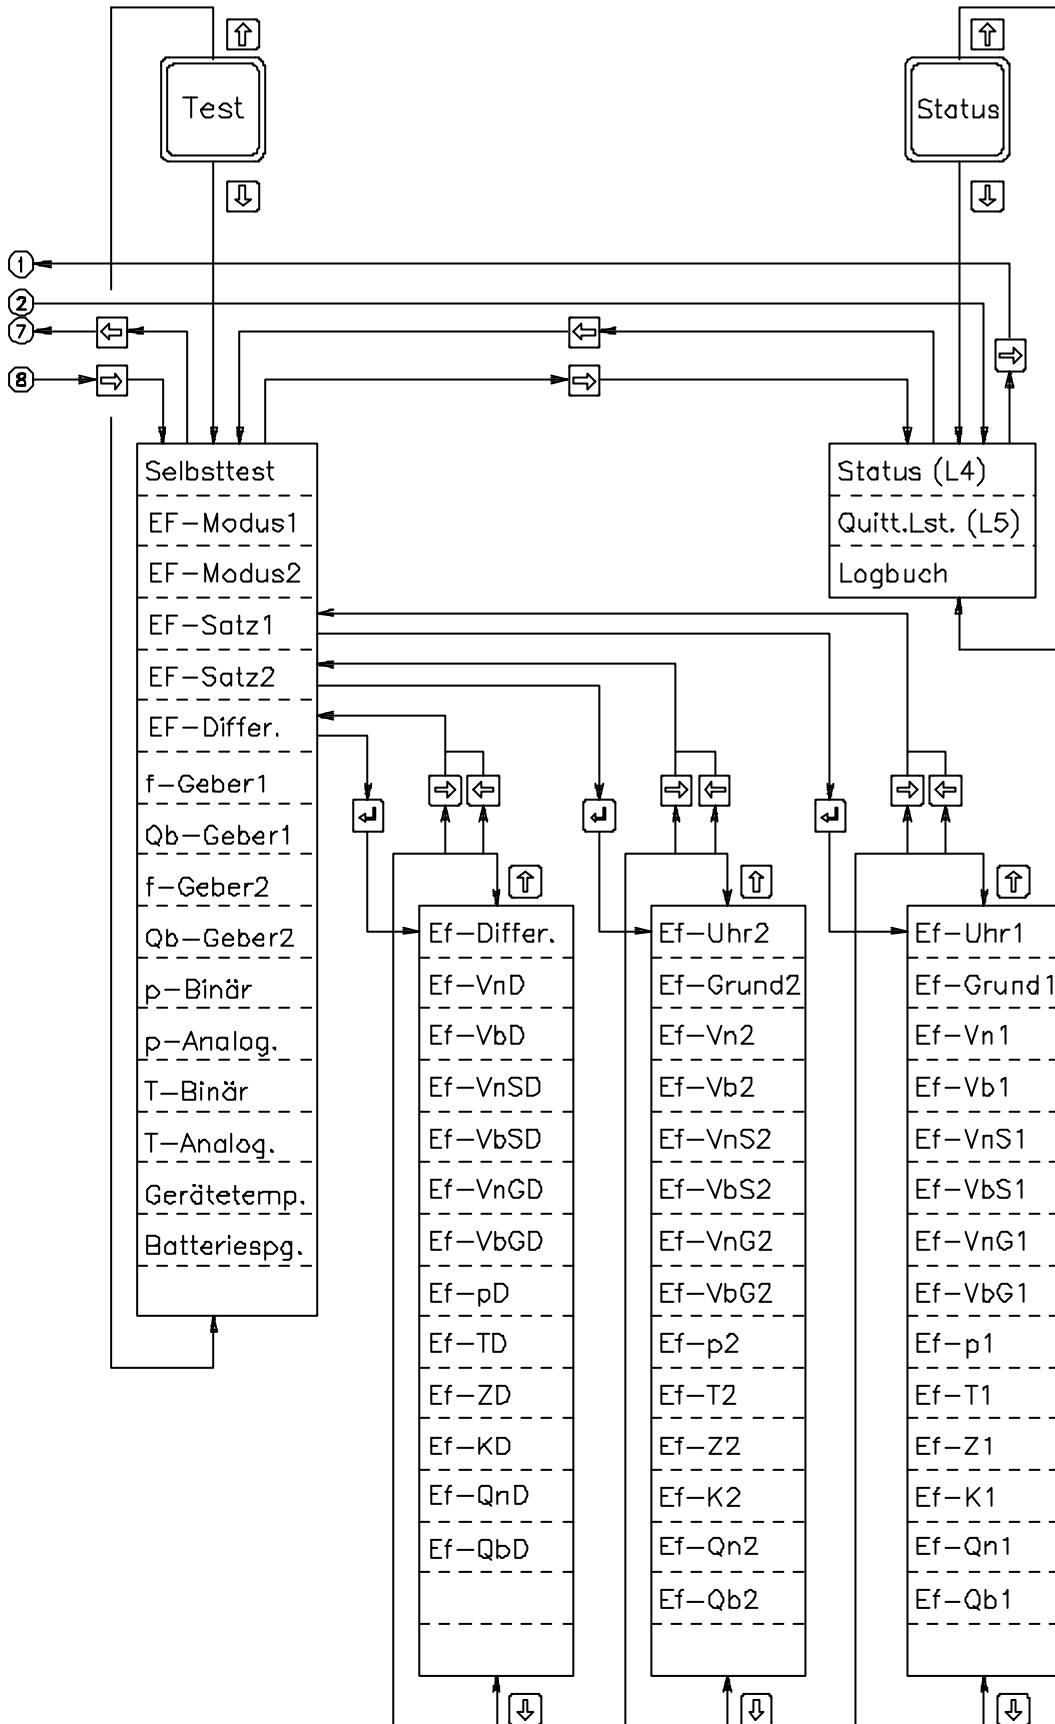 Test
Status
1
2
7
8
Selbsttest
EF-Modus1
EF-Modus2
EF-Satz1
EF-Satz2
EF-Differ.
f-Geber1
Qb-Geber1
f-Geber2
Qb-Geber2
p-Binär
p-Analog.
T-Binär
T-Analog.
Gerätetemp.
Batteriespg.
Status (L4)
Quitt.Lst. (L5)
Logbuch
Ef-Differ.
Ef-VnD
Ef-VbD
Ef-VnSD
Ef-VbSD
Ef-VnGD
Ef-VbGD
Ef-pD
Ef-TD
Ef-ZD
Ef-KD
Ef-QnD
Ef-QbD
Ef-Uhr2
Ef-Grund2
Ef-Vn2
Ef-Vb2
Ef-VnS2
Ef-VbS2
Ef-VnG2
Ef-VbG2
Ef-p2
Ef-T2
Ef-Z2
Ef-K2
Ef-Qn2
Ef-Qb2
Ef-Uhr1
Ef-Grund1
Ef-Vn1
Ef-Vb1
Ef-VnS1
Ef-VbS1
Ef-VnG1
Ef-VbG1
Ef-p1
Ef-T1
Ef-Z1
Ef-K1
Ef-Qn1
Ef-Qb1